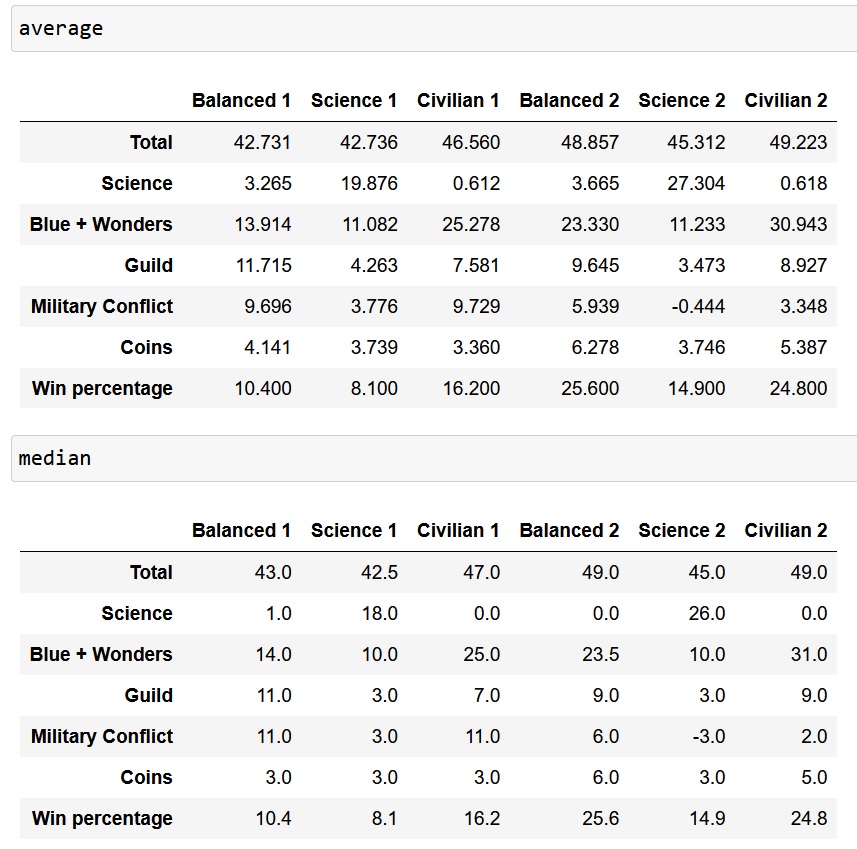 average
Balanced 1 Science 1 Civilian 1 Balanced 2 Science 2 Civilian 2
Total 42.731 42.736 46.560 48.857 45.312 49.223
Science 3.265 19.876 0.612 3.665 27.304 0.618
Blue + Wonders 13.914 11.082 25.278 23.330 11.233 30.943
Guild 11.715 4.263 7.581 9.645 3.473 8.927
Military Conflict 9.696 3.776 9.729 5.939 -0.444 3.348
Coins 4.141 3.739 3.360 6.278 3.746 5.387
Win percentage 10.400 8.100 16.200 25.600 14.900 24.800
median
Balanced 1 Science 1 Civilian 1 Balanced 2 Science 2 Civilian 2
Total 43.0 42.5 47.0 49.0 45.0 49.0
Science 1.0 18.0 0.0 0.0 26.0 0.0
Blue + Wonders 14.0 10.0 25.0 23.5 10.0 31.0
Guild 11.0 3.0 7.0 9.0 3.0 9.0
Military Conflict 11.0 3.0 11.0 6.0 -3.0 2.0
Coins 3.0 3.0 3.0 6.0 3.0 5.0
Win percentage 10.4 8.1 16.2 25.6 14.9 24.8